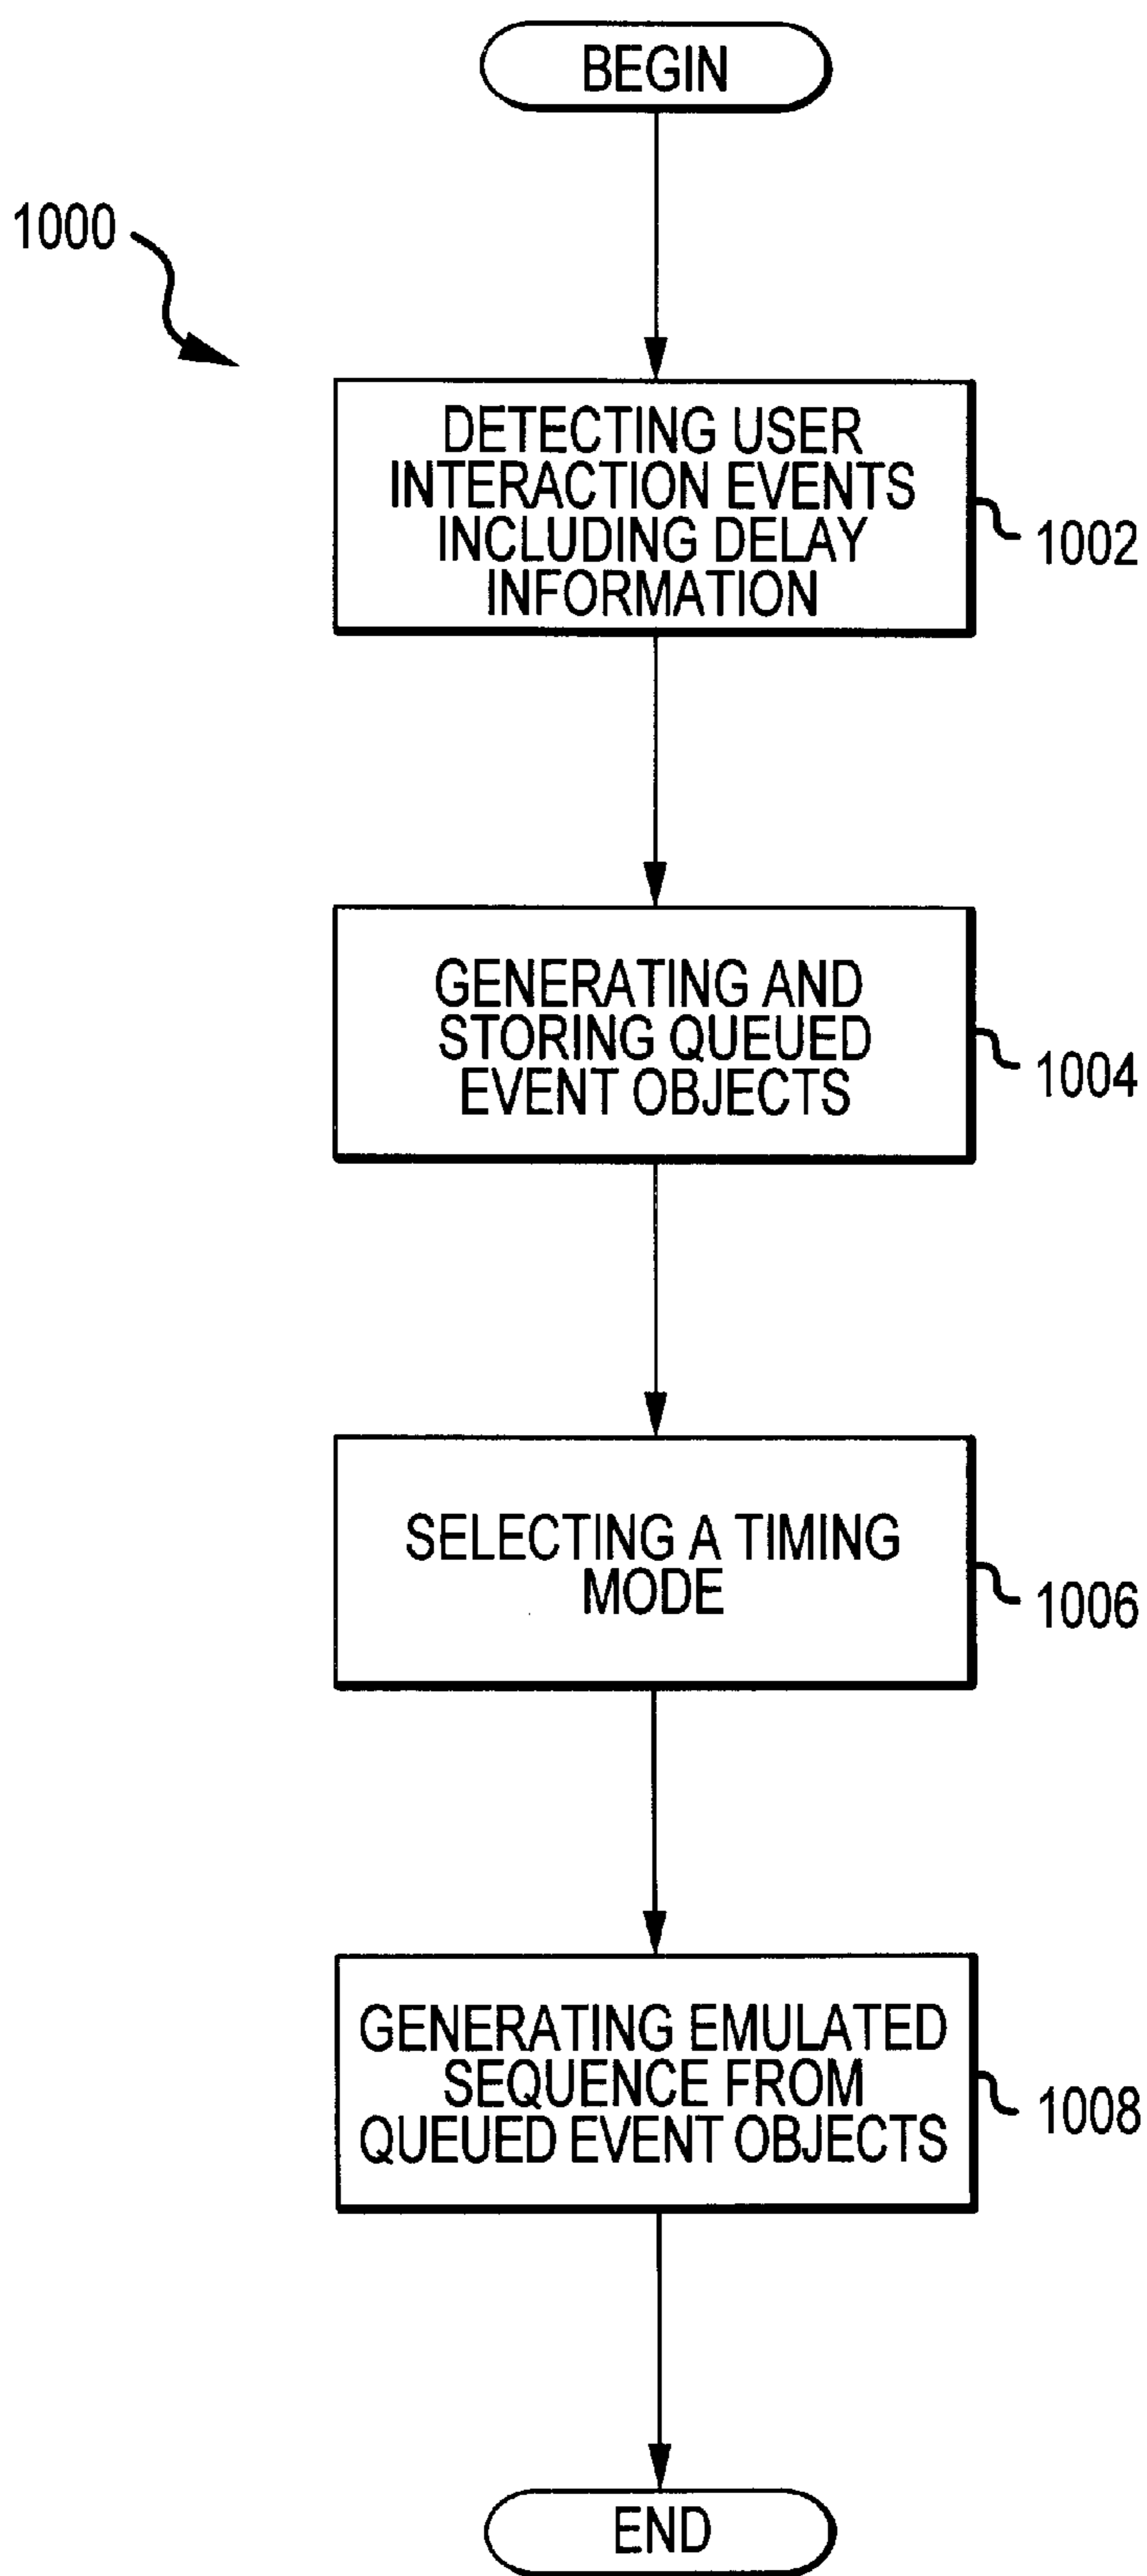 BEGIN
1000
DETECTING USER
INTERACTION EVENTS
INCLUDING DELAY
INFORMATION
1002
GENERATING AND
STORING QUEUED
EVENT OBJECTS
1004
SELECTING A TIMING
MODE
1006
GENERATING EMULATED
SEQUENCE FROM
QUEUED EVENT OBJECTS
1008
END